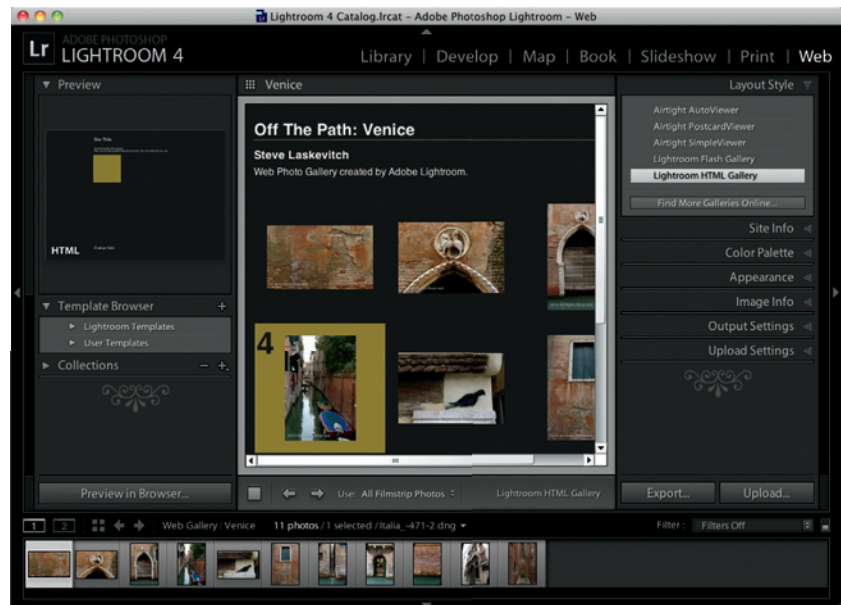 Lightroom 4 Catalog.lrcat – Adobe Photoshop Lightroom – Web
Lr
ADOBE PHOTOSHOP
LIGHTROOM 4
Library | Develop | Map | Book | Slideshow | Print | Web
Preview
HTML
Template Browser +
Lightroom Templates
User Templates
Collections – +
Preview in Browser...
Venice
Off The Path: Venice
Steve Laskevitch
Web Photo Gallery created by Adobe Lightroom.
4
Use: All Filmstrip Photos
Lightroom HTML Gallery
Layout Style
Airtight AutoViewer
Airtight PostcardViewer
Airtight SimpleViewer
Lightroom Flash Gallery
Lightroom HTML Gallery
Find More Galleries Online...
Site Info
Color Palette
Appearance
Image Info
Output Settings
Upload Settings
Export... Upload...
1 2 Web Gallery : Venice 11 photos / 1 selected / Italia_-471-2.dng Filter : Filters Off